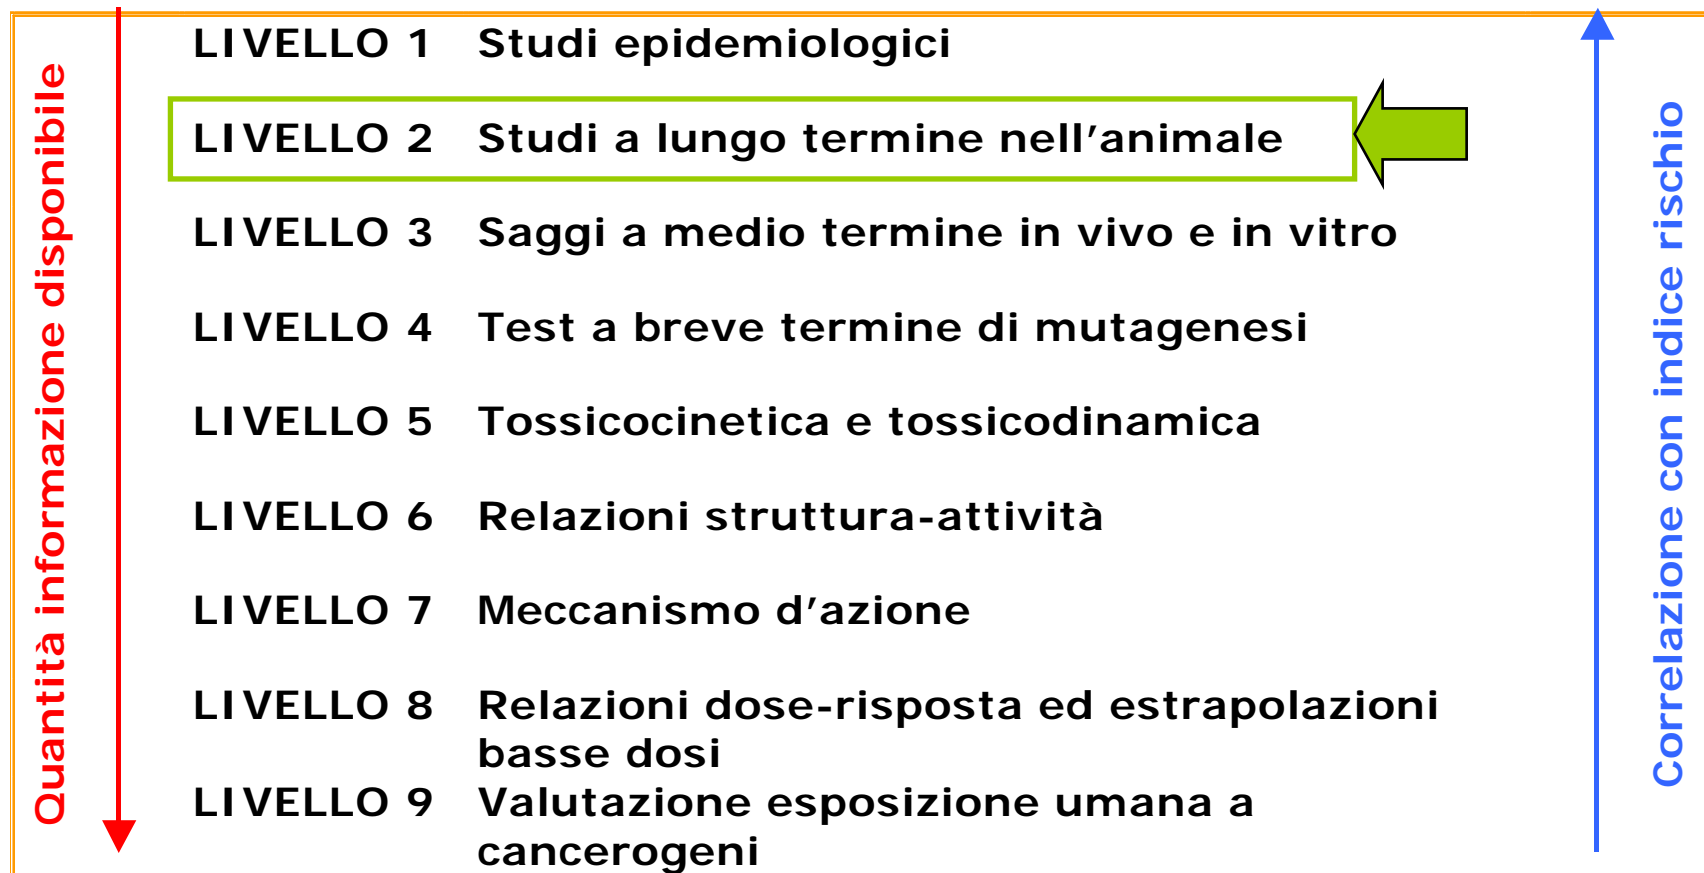 Quantità informazione disponibile
LIVELLO 1 Studi epidemiologici
LIVELLO 2 Studi a lungo termine nell’animale
LIVELLO 3 Saggi a medio termine in vivo e in vitro
LIVELLO 4 Test a breve termine di mutagenesi
LIVELLO 5 Tossicocinetica e tossicodinamica
LIVELLO 6 Relazioni struttura-attività
LIVELLO 7 Meccanismo d’azione
LIVELLO 8 Relazioni dose-risposta ed estrapolazioni
basse dosi
LIVELLO 9 Valutazione esposizione umana a
cancerogeni
Correlazione con indice rischio